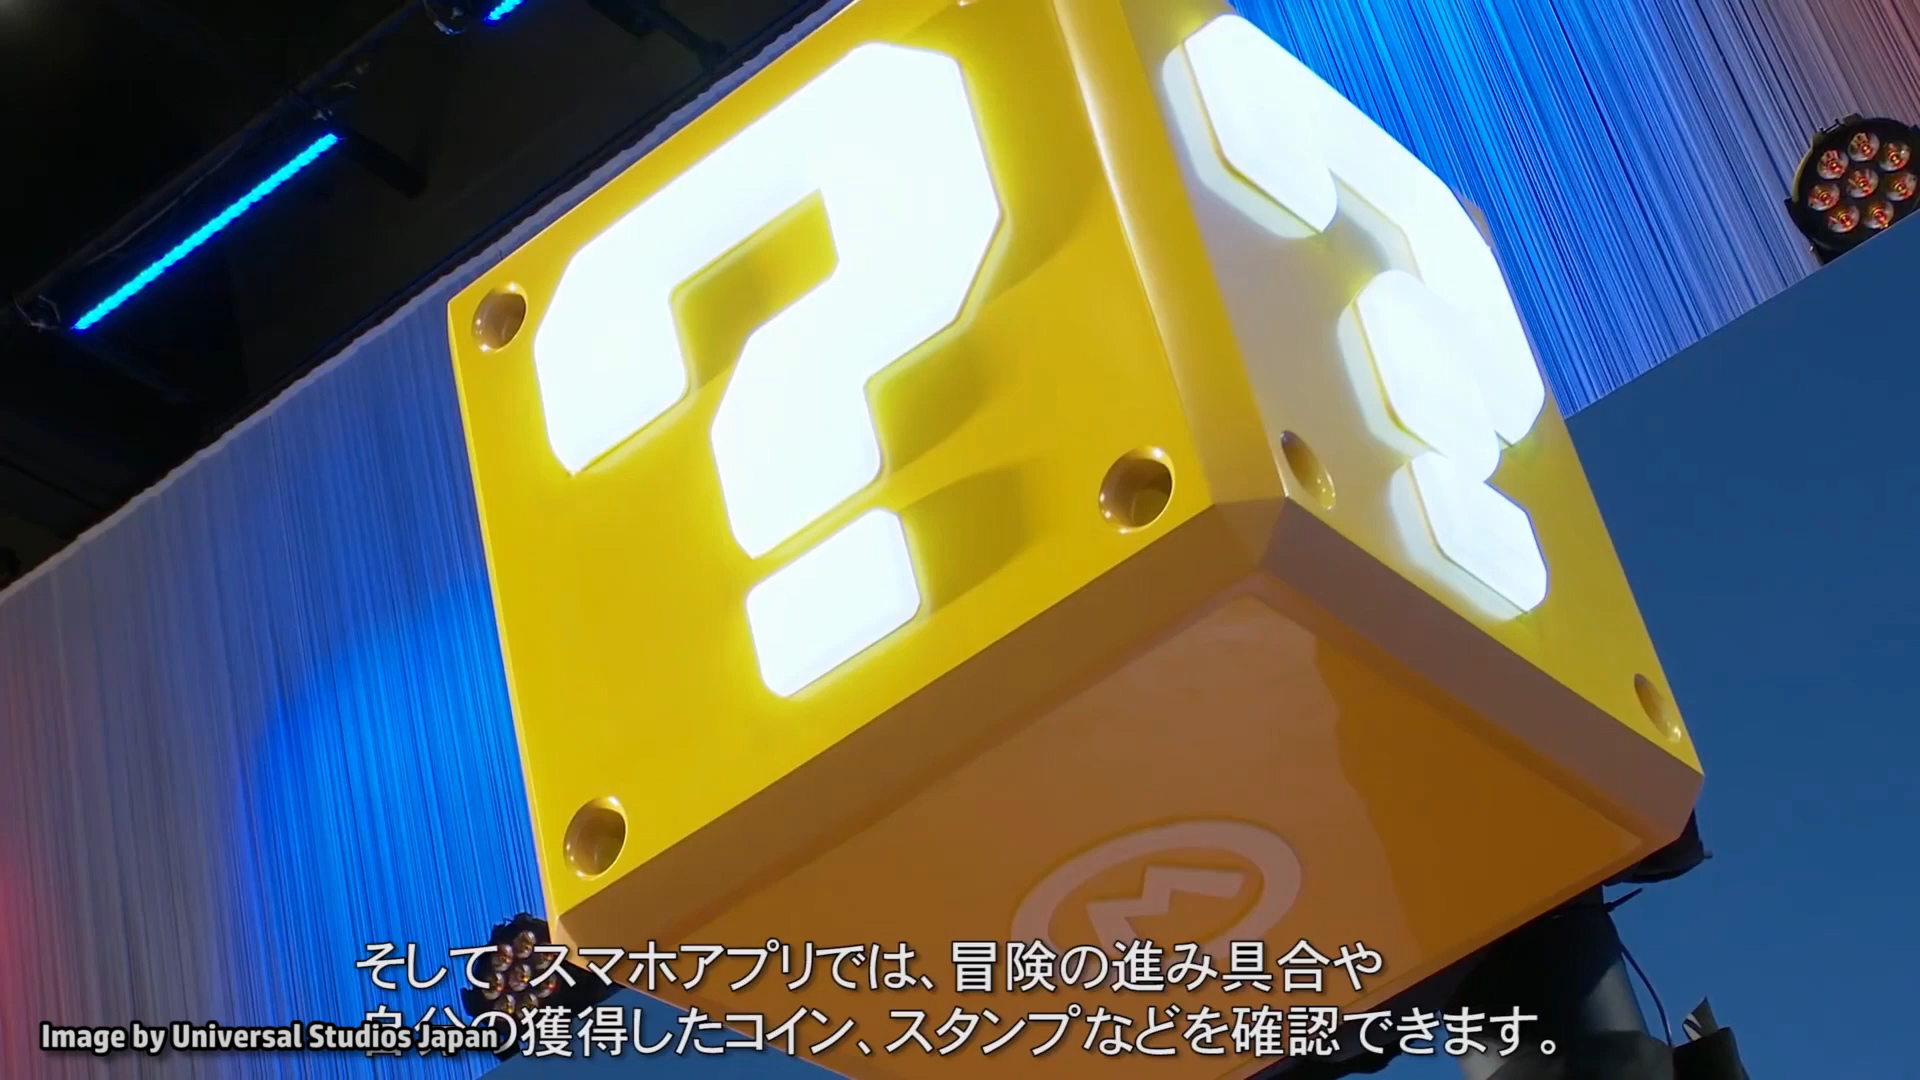 ?
?
M
そして スマホアプリでは、冒険の進み具合や
自分の獲得したコイン、スタンプなどを確認できます。
Image by Universal Studios Japan